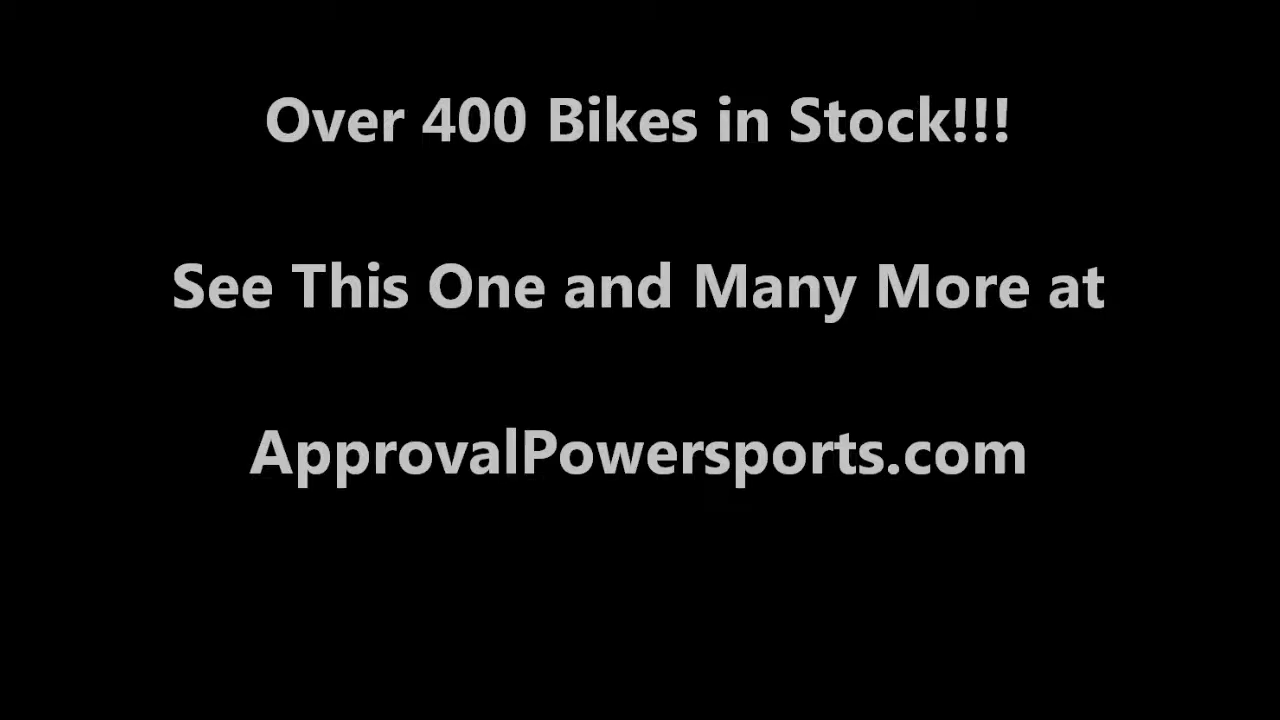 Over 400 Bikes in Stock!!!
See This One and Many More at
ApprovalPowersports.com